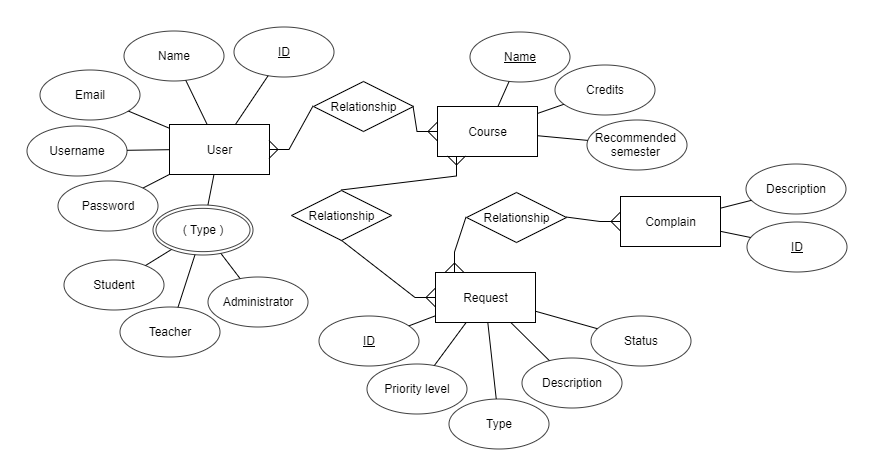 Name
ID
Name
Email
Credits
Relationship
User
Course
Username
Recommended
semester
Password
Description
( Type )
Relationship
Relationship
Complain
ID
Student
Administrator
Request
Teacher
ID
Status
Priority level
Description
Type